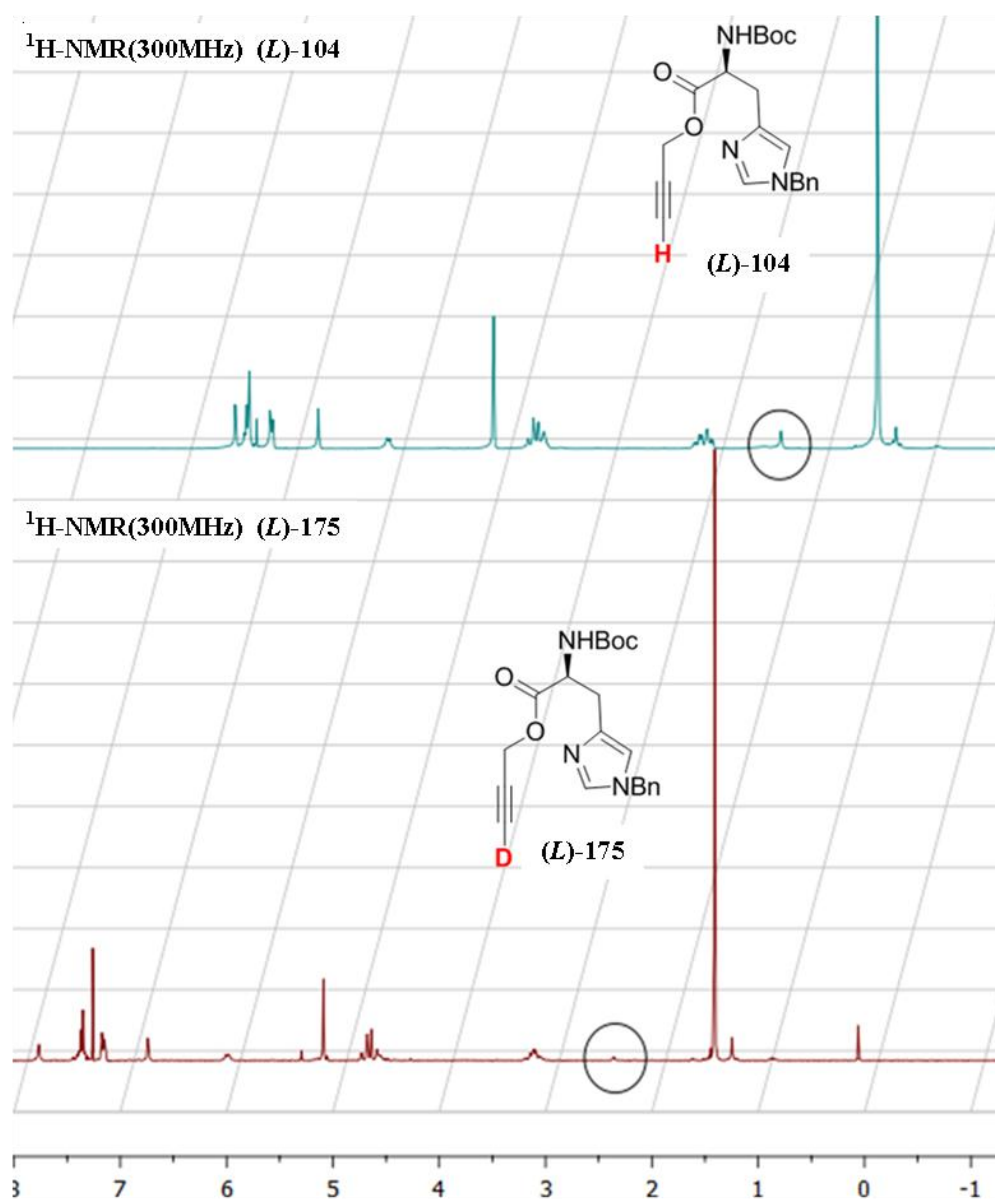 ¹H-NMR(300MHz) (L)-104
NHBoc
O
O
N
NBn
H
(L)-104
¹H-NMR(300MHz) (L)-175
NHBoc
O
O
N
NBn
D
(L)-175
8 7 6 5 4 3 2 1 0 -1